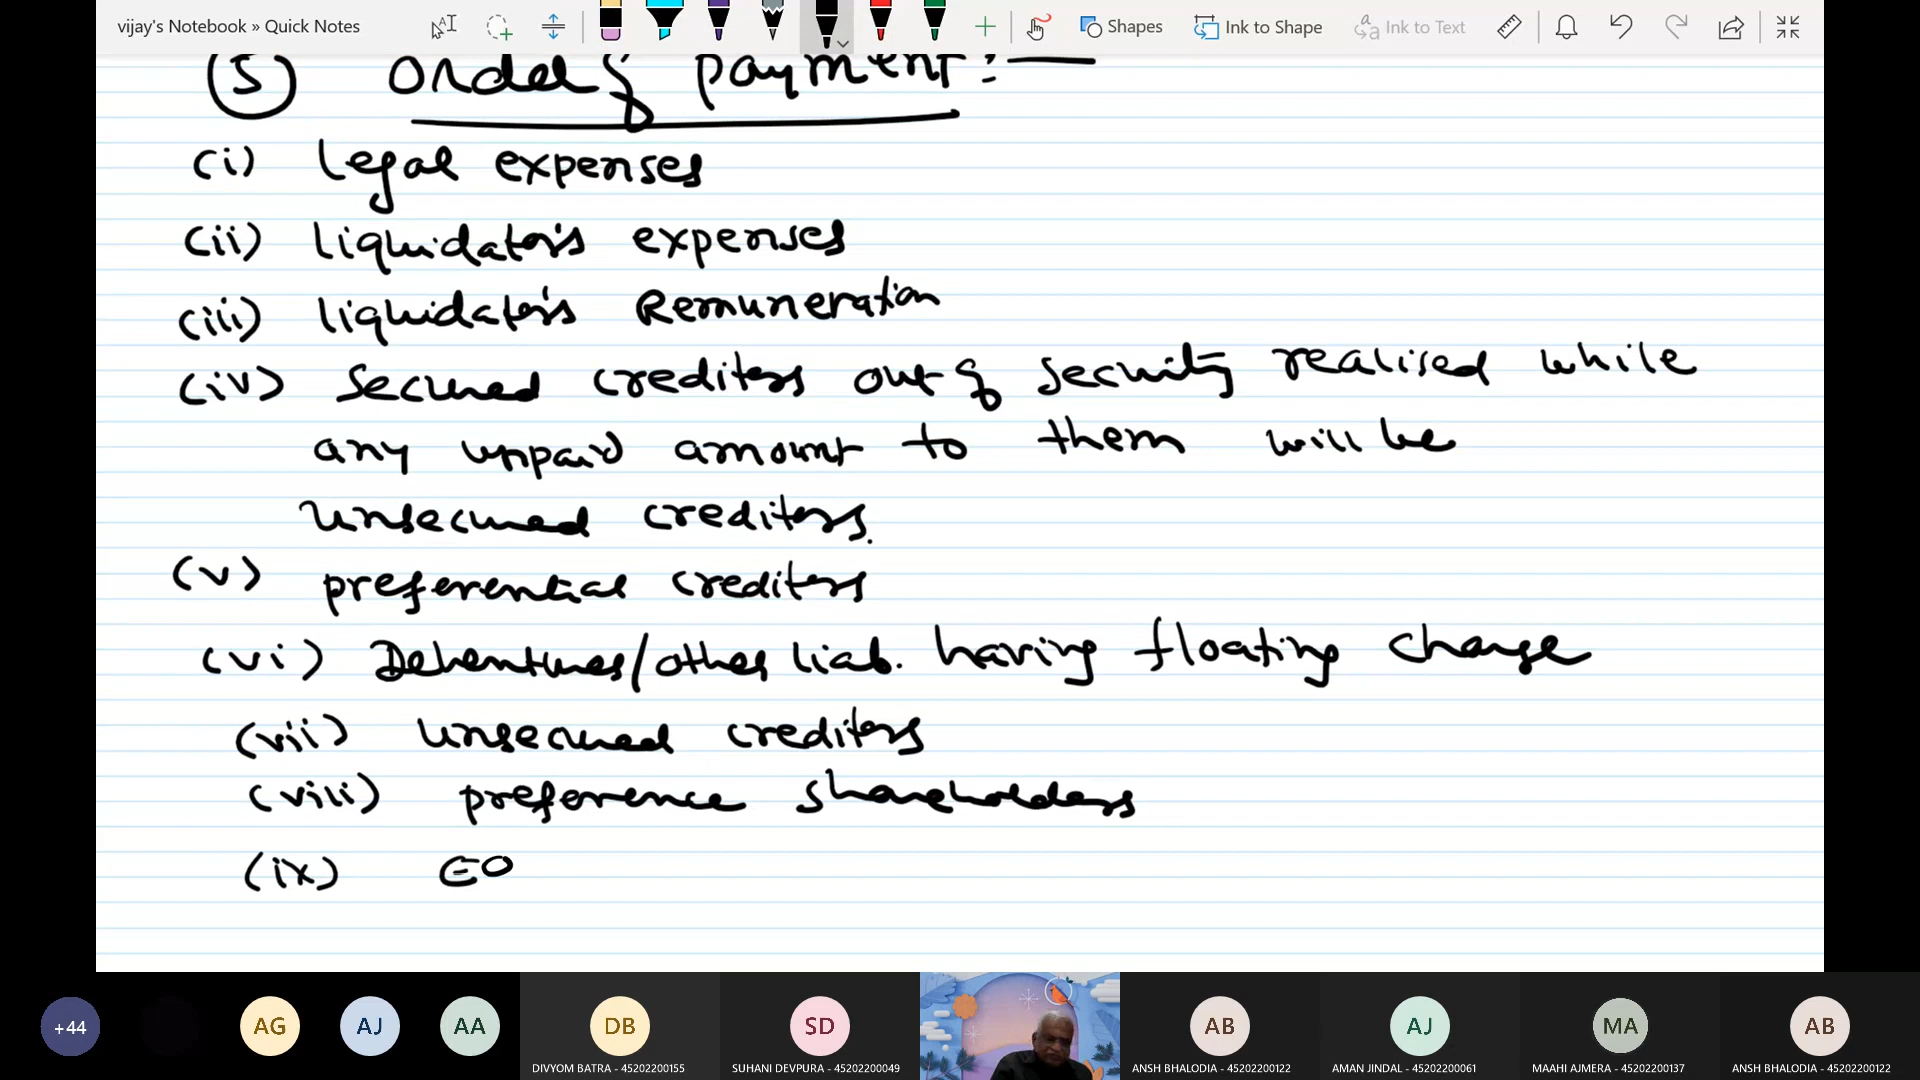 vijay's Notebook » Quick Notes
Shapes
Ink to Shape
Ink to Text
(5) Order of payment:—
(i) Legal expenses
(ii) liquidator's expenses
(iii) liquidator's Remuneration
(iv) Secured creditors out of security realised while
any unpaid amount to them will be
unsecured creditors.
(v) preferential creditors
(vi) Debentures/other liab. having floating charge
(vii) unsecured creditors
(viii) preference shareholders
(ix) EO
+44
AG
AJ
AA
DB
SD
AB
AJ
MA
AB
DIVYOM BATRA - 45202200155
SUHANI DEVPURA - 45202200049
ANSH BHALODIA - 45202200122
AMAN JINDAL - 45202200061
MAAHI AJMERA - 45202200137
ANSH BHALODIA - 45202200122